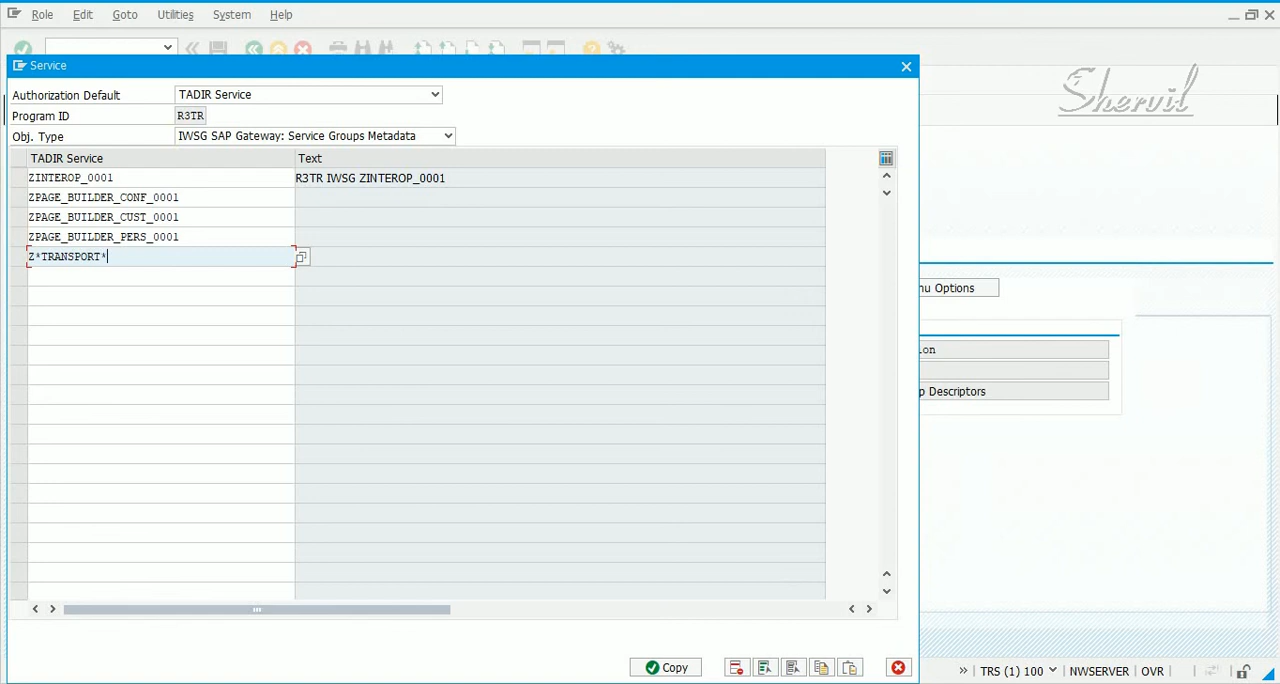 Role Edit Goto Utilities System Help
Service
Shervil
Authorization Default TADIR Service
Program ID R3TR
Obj. Type IWSG SAP Gateway: Service Groups Metadata
TADIR Service Text
ZINTEROP_0001 R3TR IWSG ZINTEROP_0001
ZPAGE_BUILDER_CONF_0001
ZPAGE_BUILDER_CUST_0001
ZPAGE_BUILDER_PERS_0001
Z*TRANSPORT*
nu Options
ion
p Descriptors
Copy
TRS (1) 100 NWSERVER OVR